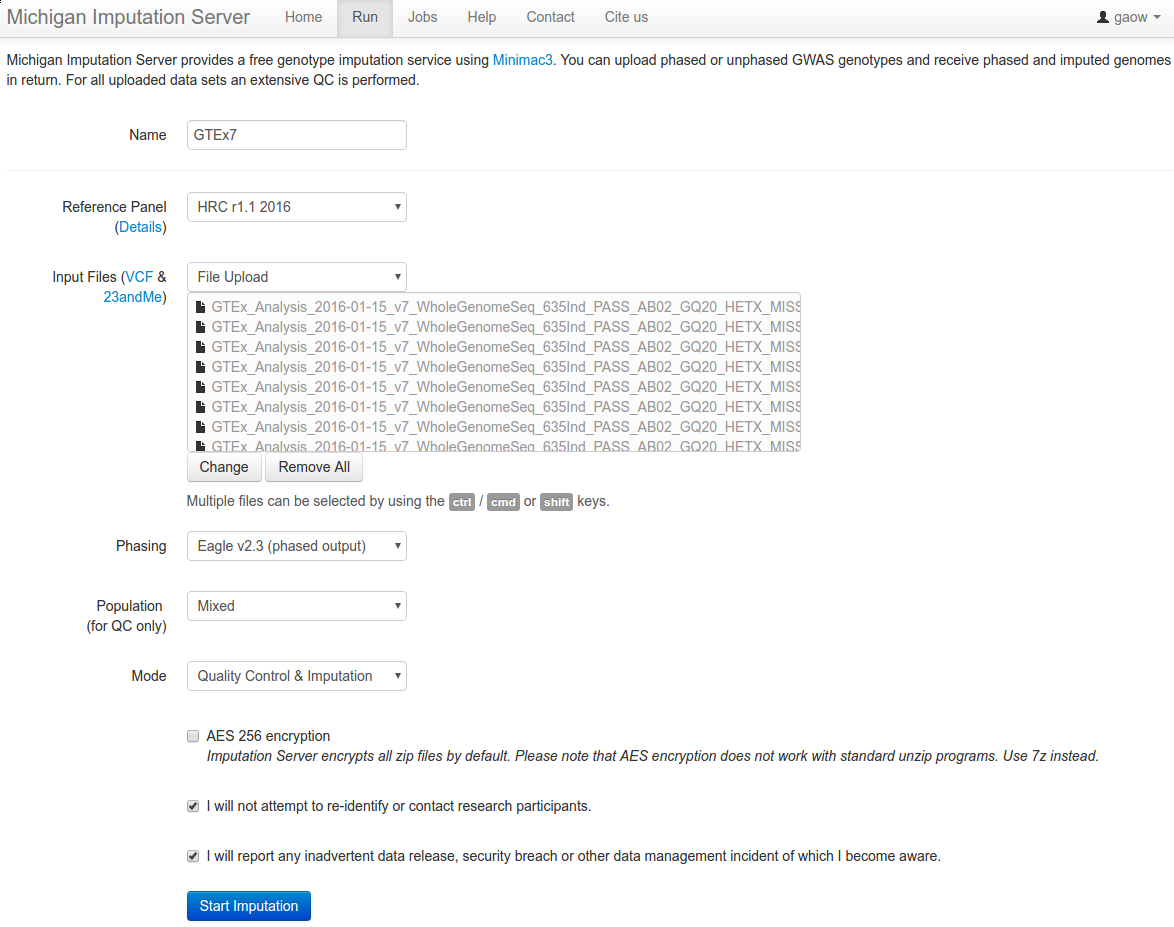 Michigan Imputation Server Home Run Jobs Help Contact Cite us gaow
Michigan Imputation Server provides a free genotype imputation service using Minimac3. You can upload phased or unphased GWAS genotypes and receive phased and imputed genomes
in return. For all uploaded data sets an extensive QC is performed.
Name GTEx7
Reference Panel HRC r1.1 2016
(Details)
Input Files (VCF & File Upload
23andMe)
GTEx_Analysis_2016-01-15_v7_WholeGenomeSeq_635Ind_PASS_AB02_GQ20_HETX_MISS
GTEx_Analysis_2016-01-15_v7_WholeGenomeSeq_635Ind_PASS_AB02_GQ20_HETX_MISS
GTEx_Analysis_2016-01-15_v7_WholeGenomeSeq_635Ind_PASS_AB02_GQ20_HETX_MISS
GTEx_Analysis_2016-01-15_v7_WholeGenomeSeq_635Ind_PASS_AB02_GQ20_HETX_MISS
GTEx_Analysis_2016-01-15_v7_WholeGenomeSeq_635Ind_PASS_AB02_GQ20_HETX_MISS
GTEx_Analysis_2016-01-15_v7_WholeGenomeSeq_635Ind_PASS_AB02_GQ20_HETX_MISS
GTEx_Analysis_2016-01-15_v7_WholeGenomeSeq_635Ind_PASS_AB02_GQ20_HETX_MISS
GTEx_Analysis_2016-01-15_v7_WholeGenomeSeq_635Ind_PASS_AB02_GQ20_HETX_MISS
Change Remove All
Multiple files can be selected by using the ctrl / cmd or shift keys.
Phasing Eagle v2.3 (phased output)
Population Mixed
(for QC only)
Mode Quality Control & Imputation
AES 256 encryption
Imputation Server encrypts all zip files by default. Please note that AES encryption does not work with standard unzip programs. Use 7z instead.
I will not attempt to re-identify or contact research participants.
I will report any inadvertent data release, security breach or other data management incident of which I become aware.
Start Imputation